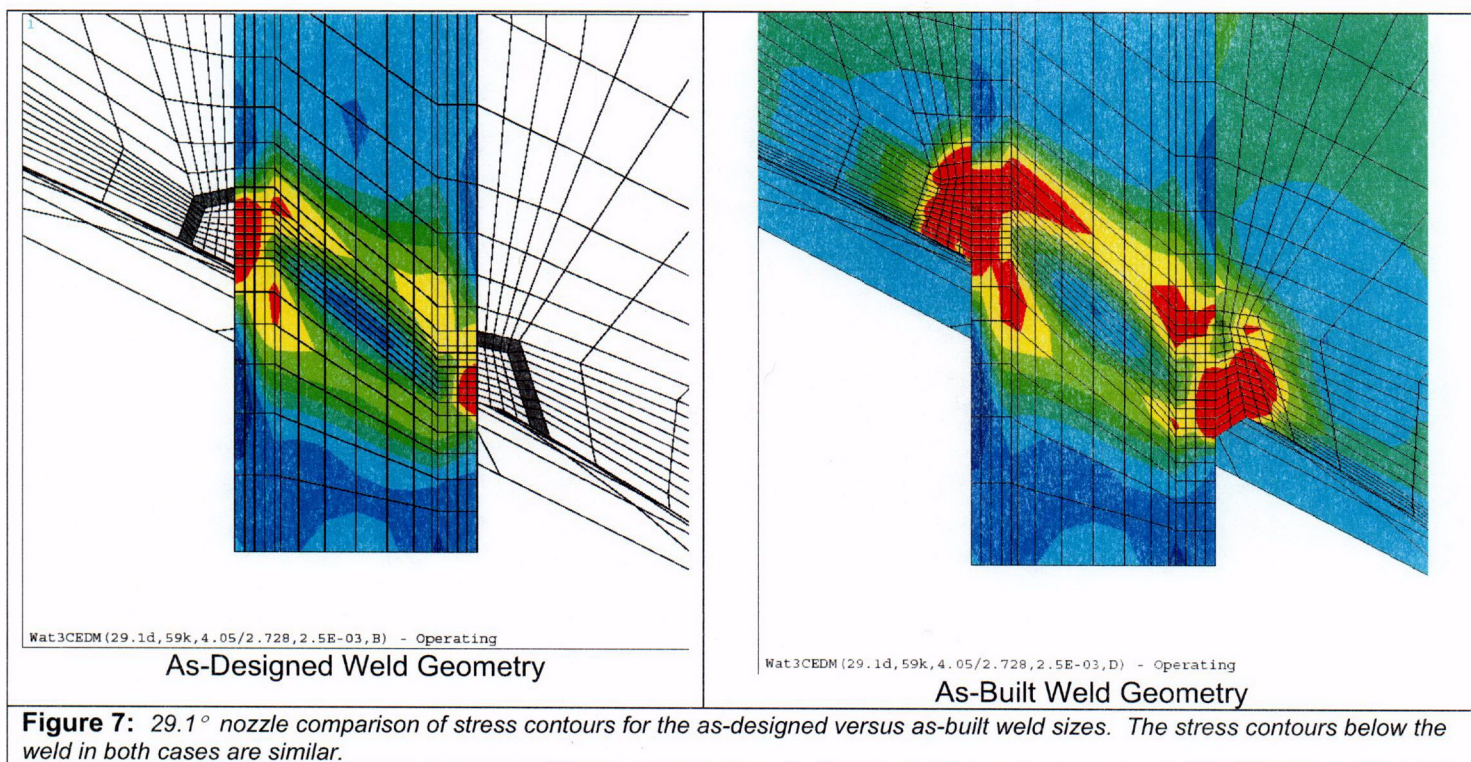 1
Wat3CEDM(29.1d,59k,4.05/2.728,2.5E-03,B) - Operating
As-Designed Weld Geometry
Wat3CEDM(29.1d,59k,4.05/2.728,2.5E-03,D) - Operating
As-Built Weld Geometry
Figure 7: 29.1° nozzle comparison of stress contours for the as-designed versus as-built weld sizes. The stress contours below the
weld in both cases are similar.